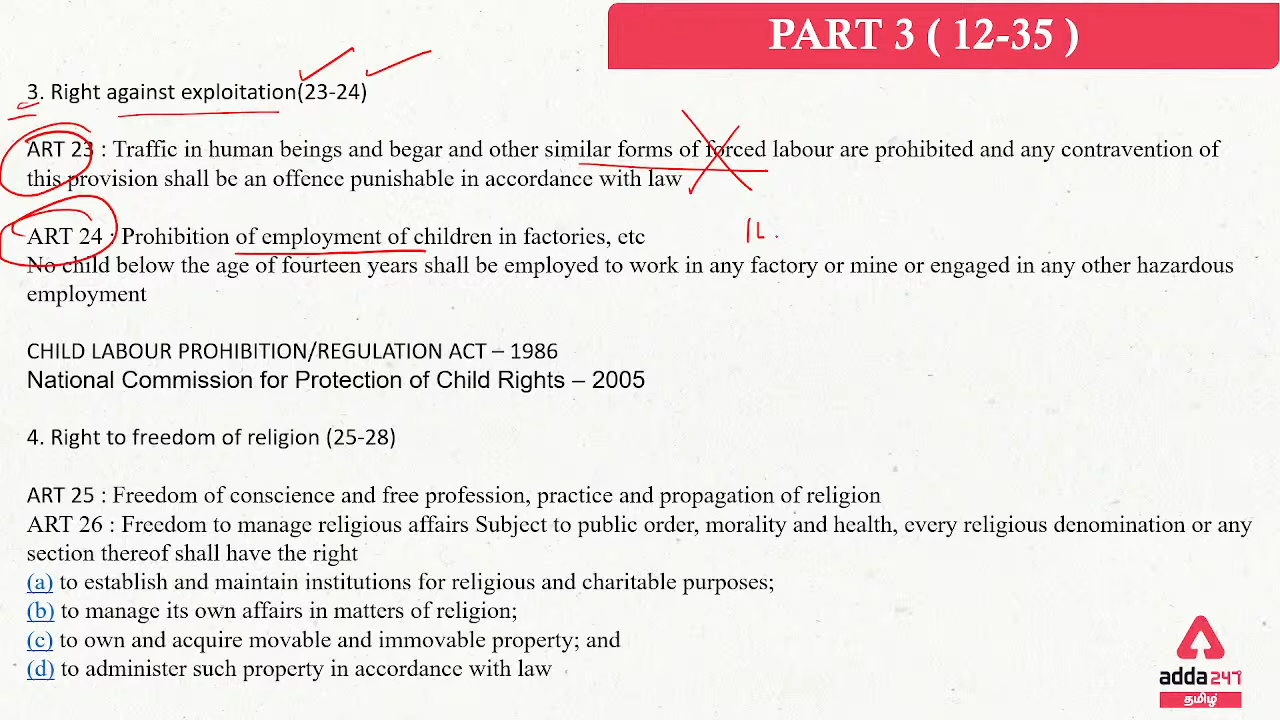 PART 3 ( 12-35 )
3. Right against exploitation(23-24)
ART 23 : Traffic in human beings and begar and other similar forms of forced labour are prohibited and any contravention of
this provision shall be an offence punishable in accordance with law
ART 24 : Prohibition of employment of children in factories, etc
No child below the age of fourteen years shall be employed to work in any factory or mine or engaged in any other hazardous
employment
CHILD LABOUR PROHIBITION/REGULATION ACT – 1986
National Commission for Protection of Child Rights – 2005
4. Right to freedom of religion (25-28)
ART 25 : Freedom of conscience and free profession, practice and propagation of religion
ART 26 : Freedom to manage religious affairs Subject to public order, morality and health, every religious denomination or any
section thereof shall have the right
(a) to establish and maintain institutions for religious and charitable purposes;
(b) to manage its own affairs in matters of religion;
(c) to own and acquire movable and immovable property; and
(d) to administer such property in accordance with law
adda247
தமிழ்